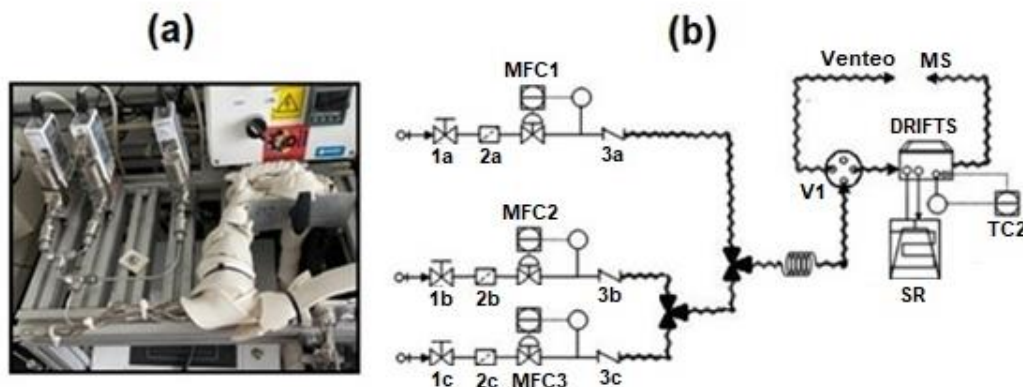 (a)
(b)
Venteo MS
MFC1
DRIFTS
1a 2a 3a
V1
MFC2
TC2
1b 2b 3b
SR
1c 2c MFC3 3c